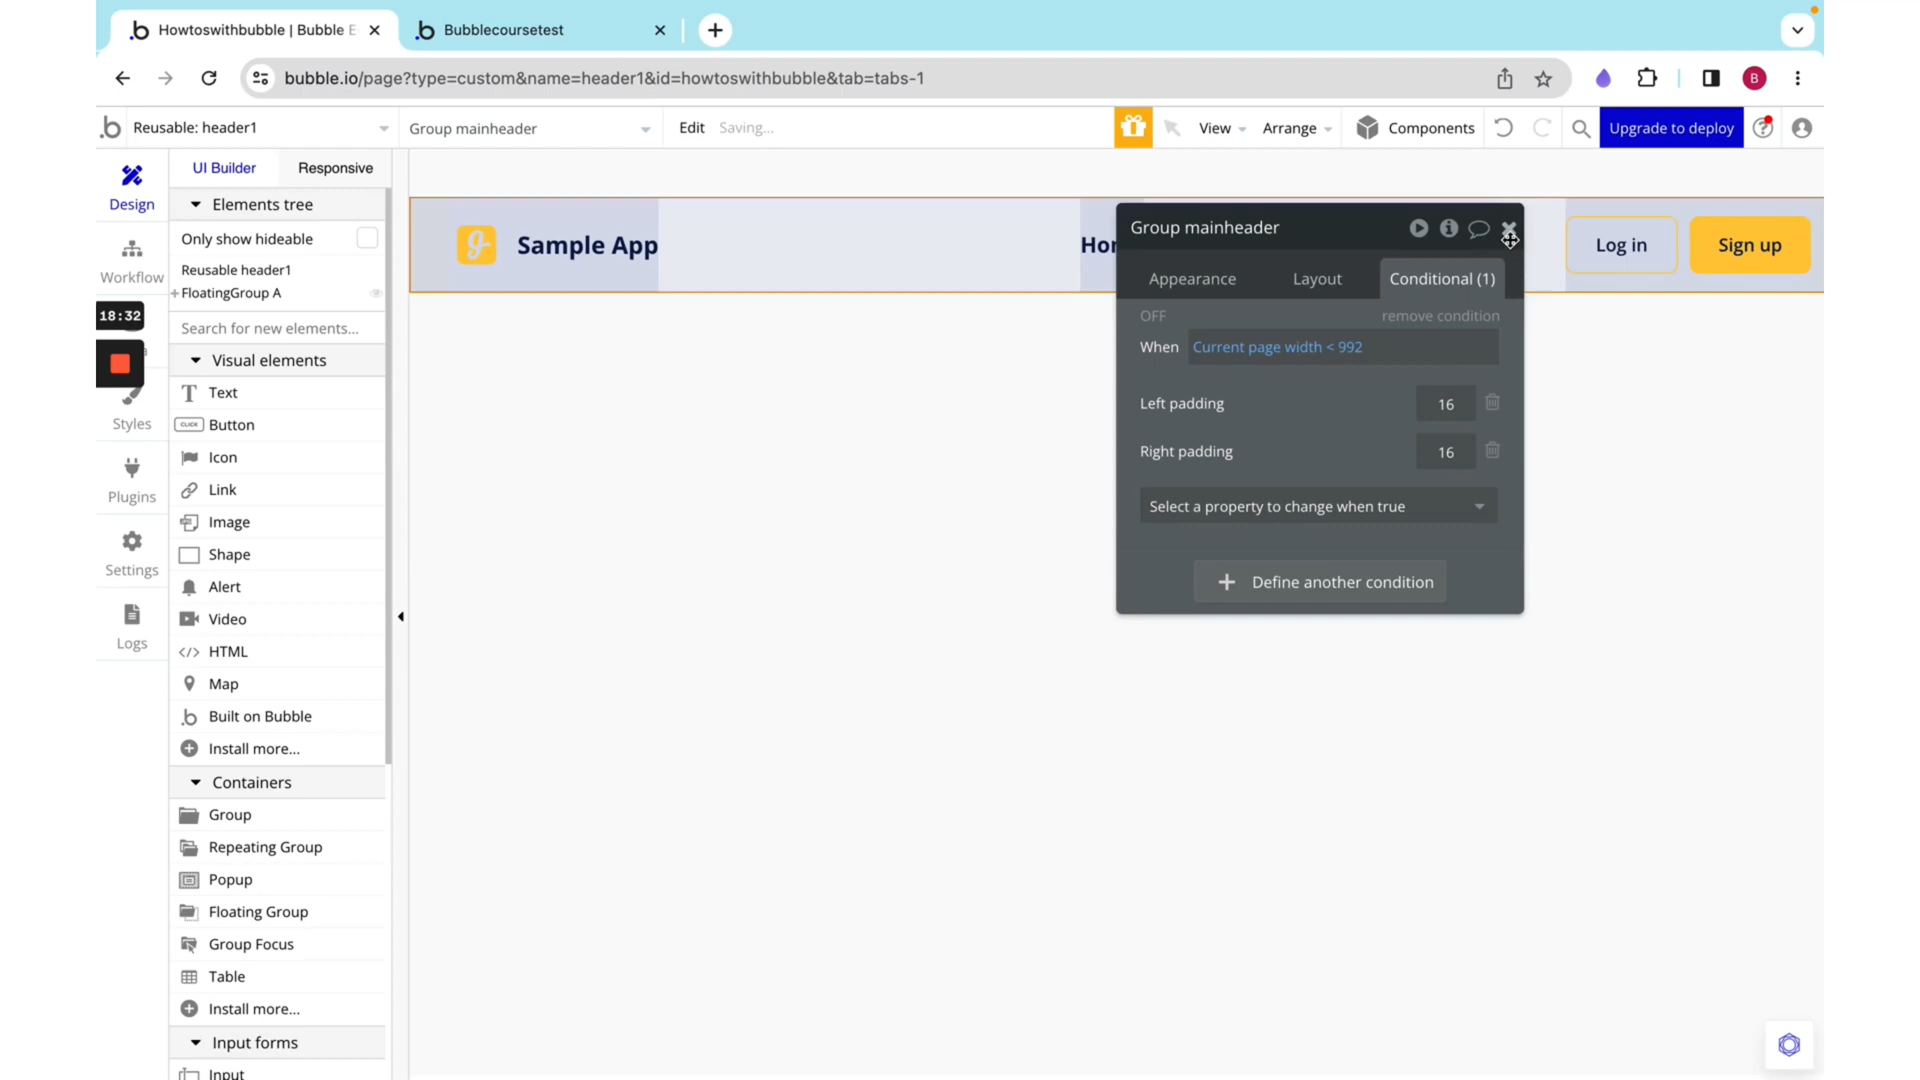 Howtoswithbubble | Bubble E
Bubblecoursetest
bubble.io/page?type=custom&name=header1&id=howtoswithbubble&tab=tabs-1
B
Reusable: header1
Group mainheader
Edit
Saving...
View
Arrange
Components
Upgrade to deploy
Design
Workflow
18:32
Styles
Plugins
Settings
Logs
UI Builder
Responsive
Elements tree
Only show hideable
Reusable header1
+FloatingGroup A
Search for new elements...
Visual elements
Text
CLICK Button
Icon
Link
Image
Shape
Alert
Video
HTML
Map
Built on Bubble
Install more...
Containers
Group
Repeating Group
Popup
Floating Group
Group Focus
Table
Install more...
Input forms
Input
Sample App
Hor
Log in
Sign up
Group mainheader
Appearance
Layout
Conditional (1)
OFF
remove condition
When
Current page width < 992
Left padding
16
Right padding
16
Select a property to change when true
Define another condition